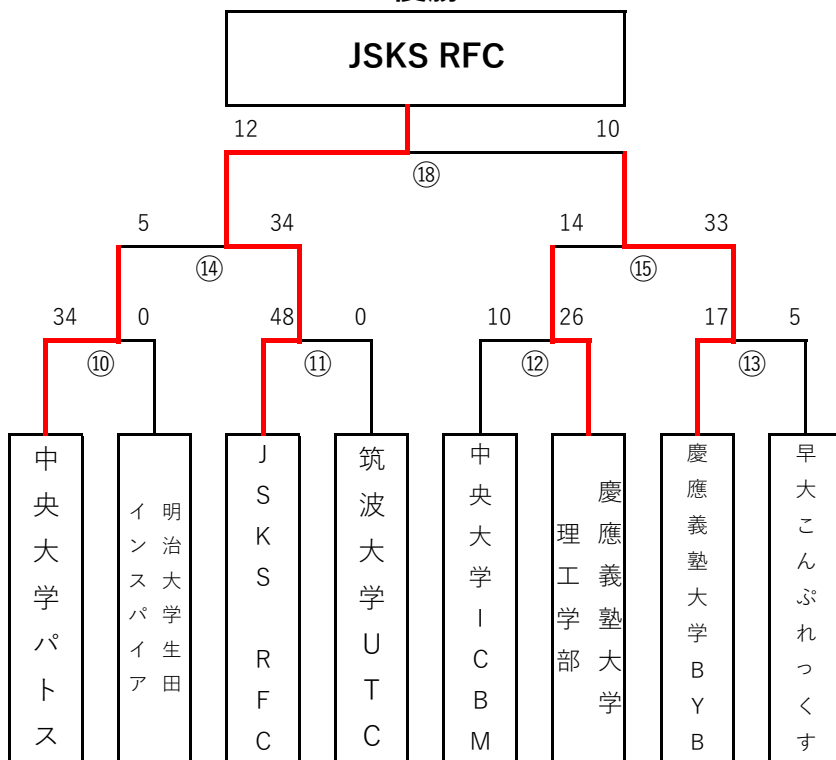 JSKS RFC
12 10
⑱
5 34 14 33
⑭ ⑮
34 0 48 0 10 26 17 5
⑩ ⑪ ⑫ ⑬
中央大学パトス
明治大学生田
インスパイア
JSKS RFC
筑波大学UTC
中央大学ICBM
慶應義塾大学
理工学部
慶應義塾大学BYB
早大こんぷれっくす